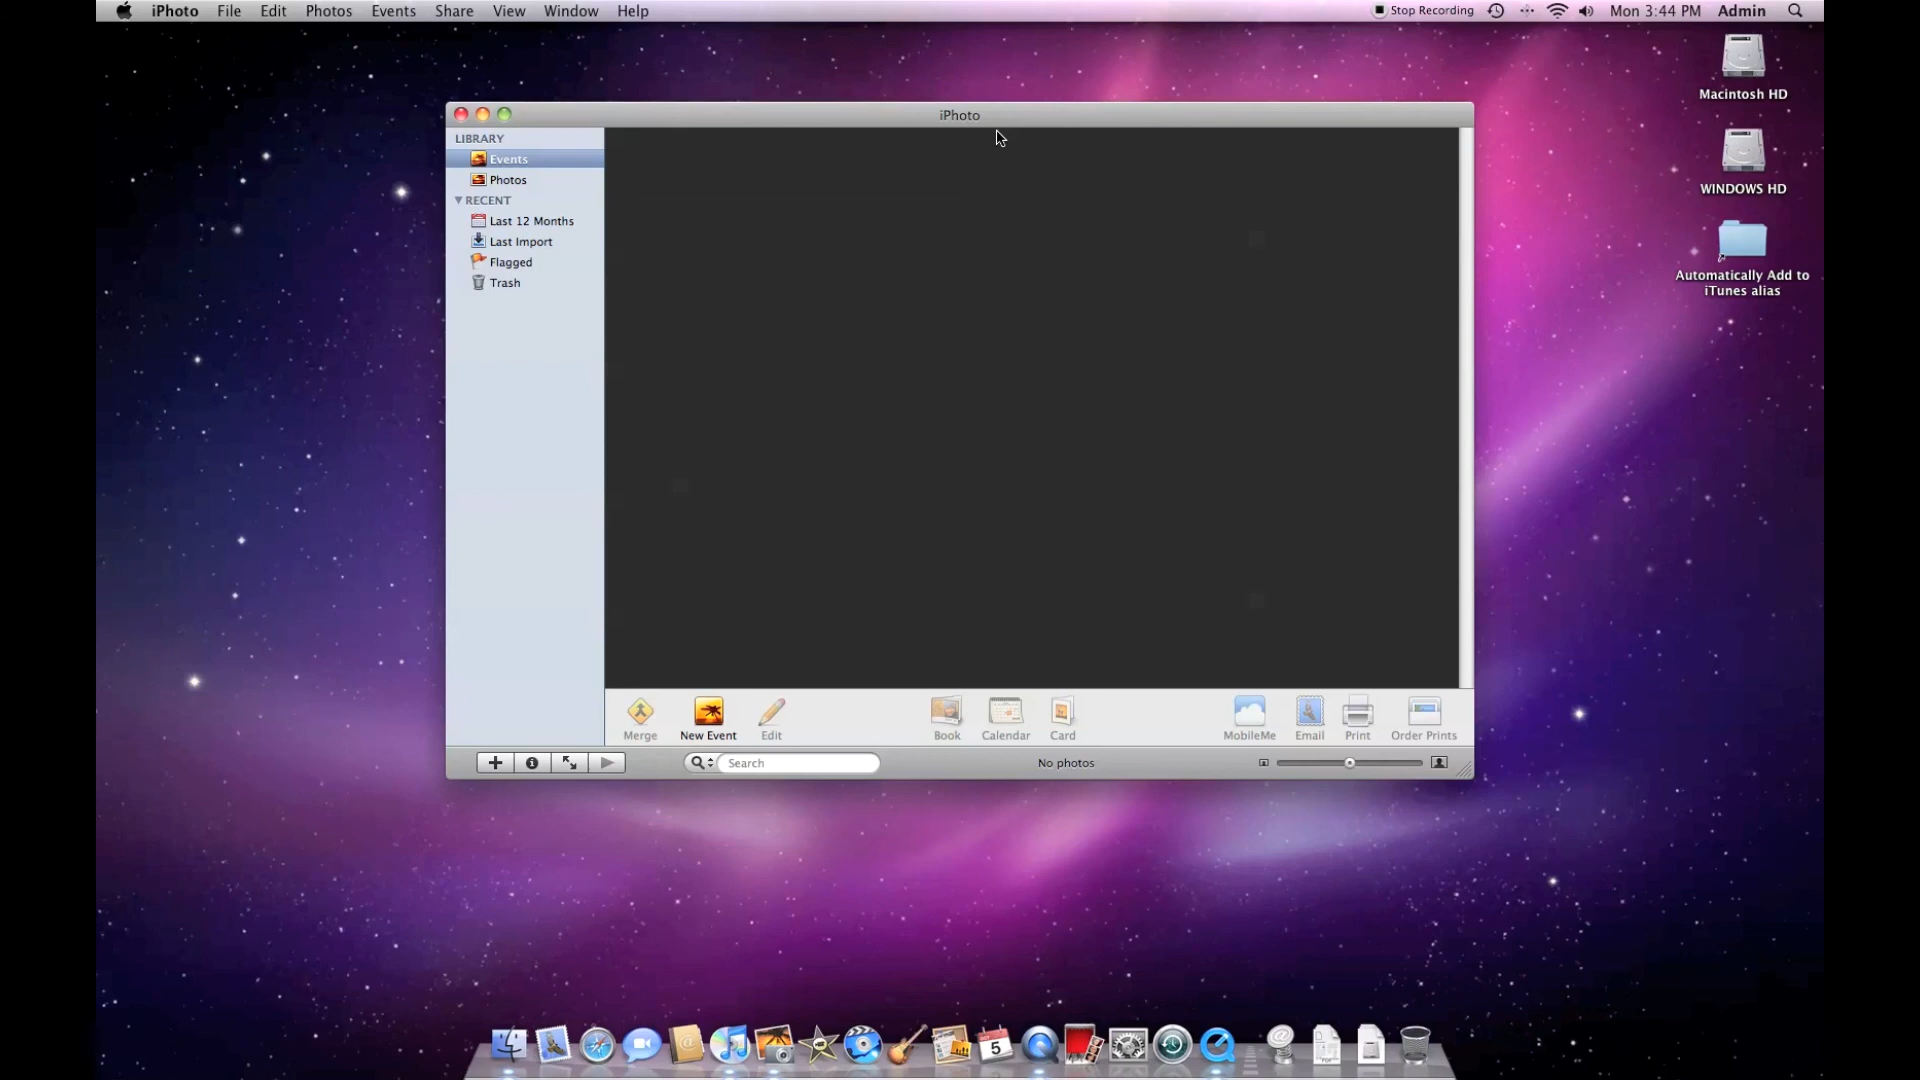 iPhoto File Edit Photos Events Share View Window Help Stop Recording Mon 3:44 PM Admin
Macintosh HD
WINDOWS HD
Automatically Add to
iTunes alias
iPhoto
LIBRARY
Events
Photos
RECENT
Last 12 Months
Last Import
Flagged
Trash
Merge New Event Edit Book Calendar Card MobileMe Email Print Order Prints
Search No photos
5